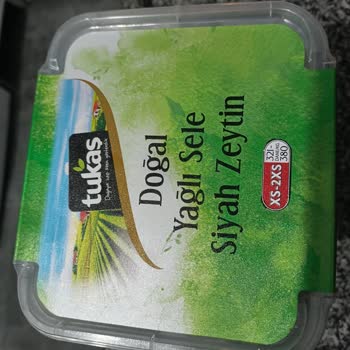 tukaş
Doğal
Yağlı Sele
Siyah Zeytin
XS-2XS
321-
380